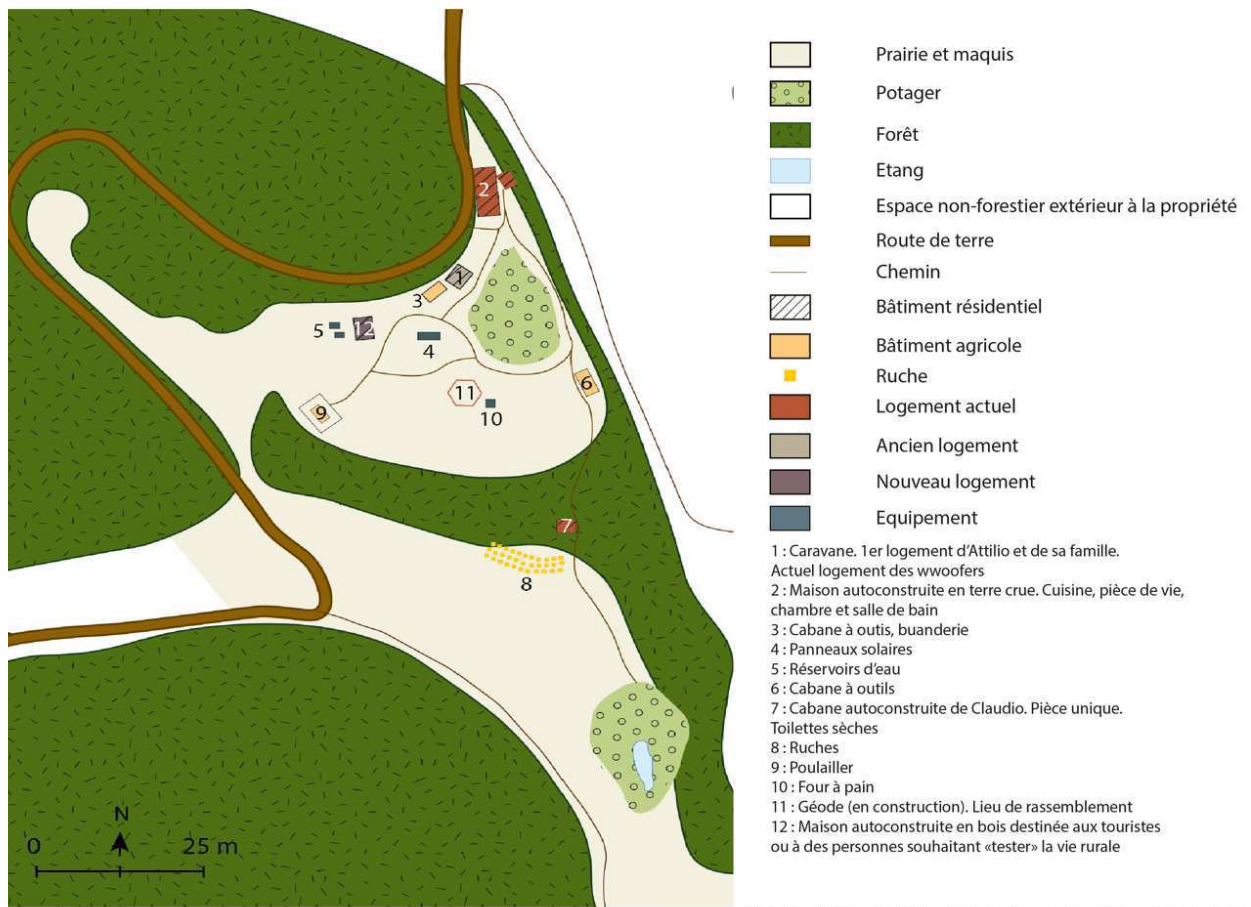 2
1
3
5
12
4
6
11
10
9
7
8
N
0 25 m
Prairie et maquis
Potager
Forêt
Etang
Espace non-forestier extérieur à la propriété
Route de terre
Chemin
Bâtiment résidentiel
Bâtiment agricole
Ruche
Logement actuel
Ancien logement
Nouveau logement
Equipement
1 : Caravane. 1er logement d'Attilio et de sa famille.
Actuel logement des wwoofers
2 : Maison autoconstruite en terre crue. Cuisine, pièce de vie,
chambre et salle de bain
3 : Cabane à outis, buanderie
4 : Panneaux solaires
5 : Réservoirs d'eau
6 : Cabane à outils
7 : Cabane autoconstruite de Claudio. Pièce unique.
Toilettes sèches
8 : Ruches
9 : Poulailler
10 : Four à pain
11 : Géode (en construction). Lieu de rassemblement
12 : Maison autoconstruite en bois destinée aux touristes
ou à des personnes souhaitant «tester» la vie rurale